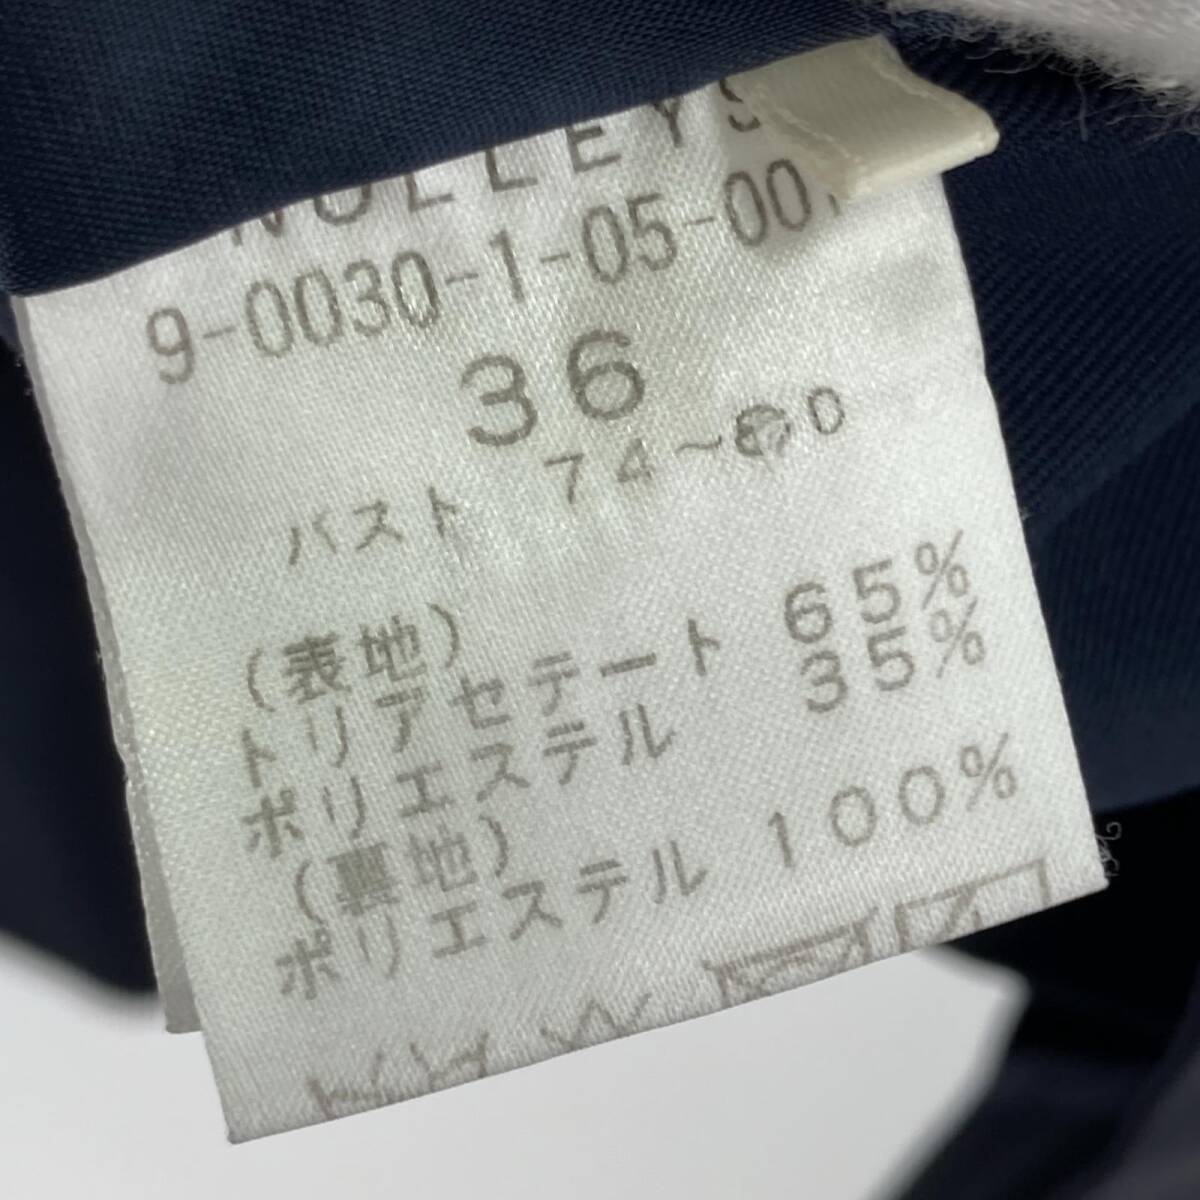 NOLLEYS
9-0030-1-05-00
36
バスト 74~80
(表地)
トリアセテート 65%
ポリエステル 35%
(裏地)
ポリエステル 100%